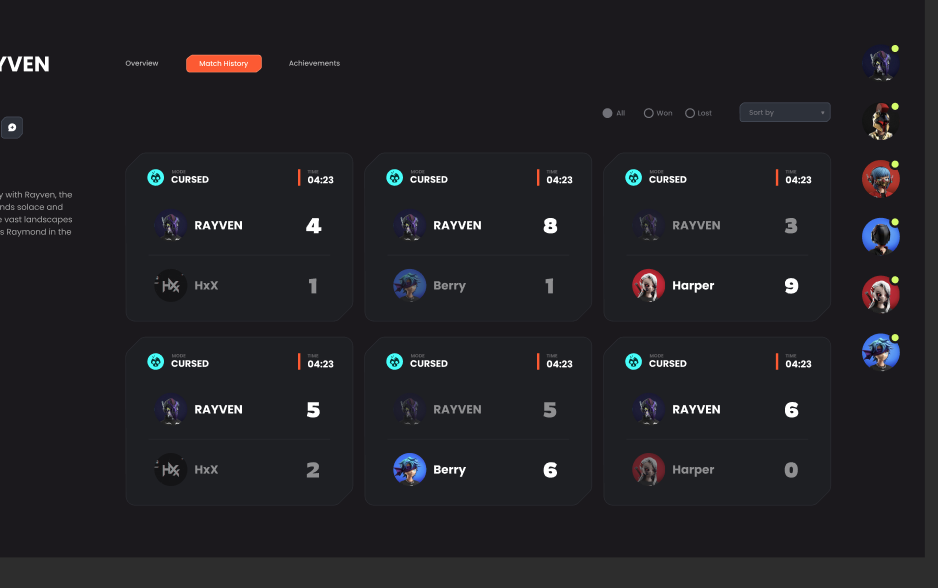 YVEN
Overview
Match History
Achievements
All
Won
Lost
Sort by
y with Rayven, the
nds solace and
e vast landscapes
s Raymond in the
MODE
CURSED
TIME
04:23
RAYVEN
4
HxX
1
MODE
CURSED
TIME
04:23
RAYVEN
8
Berry
1
MODE
CURSED
TIME
04:23
RAYVEN
3
Harper
9
MODE
CURSED
TIME
04:23
RAYVEN
5
HxX
2
MODE
CURSED
TIME
04:23
RAYVEN
5
Berry
6
MODE
CURSED
TIME
04:23
RAYVEN
6
Harper
0